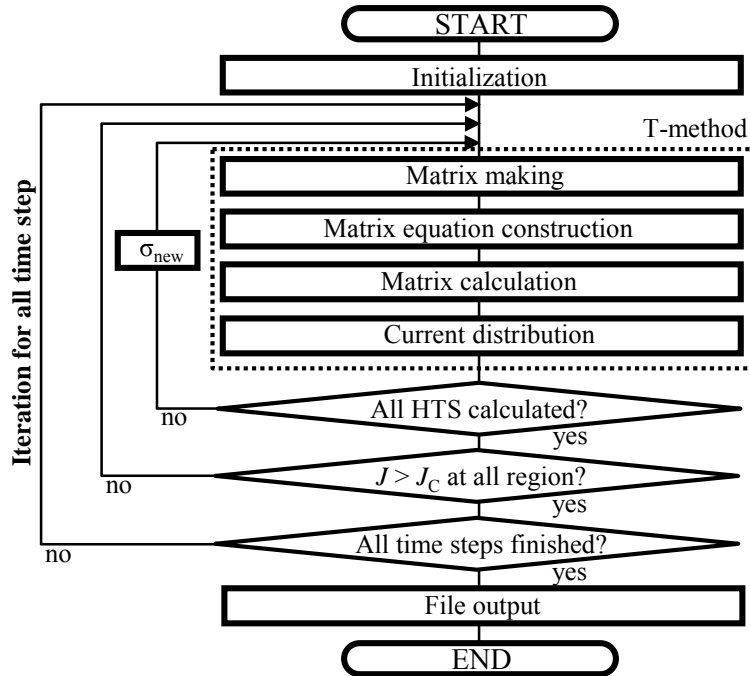 START
Initialization
T-method
Matrix making
Matrix equation construction
σnew
Matrix calculation
Current distribution
Iteration for all time step
All HTS calculated?
no
yes
J > JC at all region?
no
yes
All time steps finished?
no
yes
File output
END